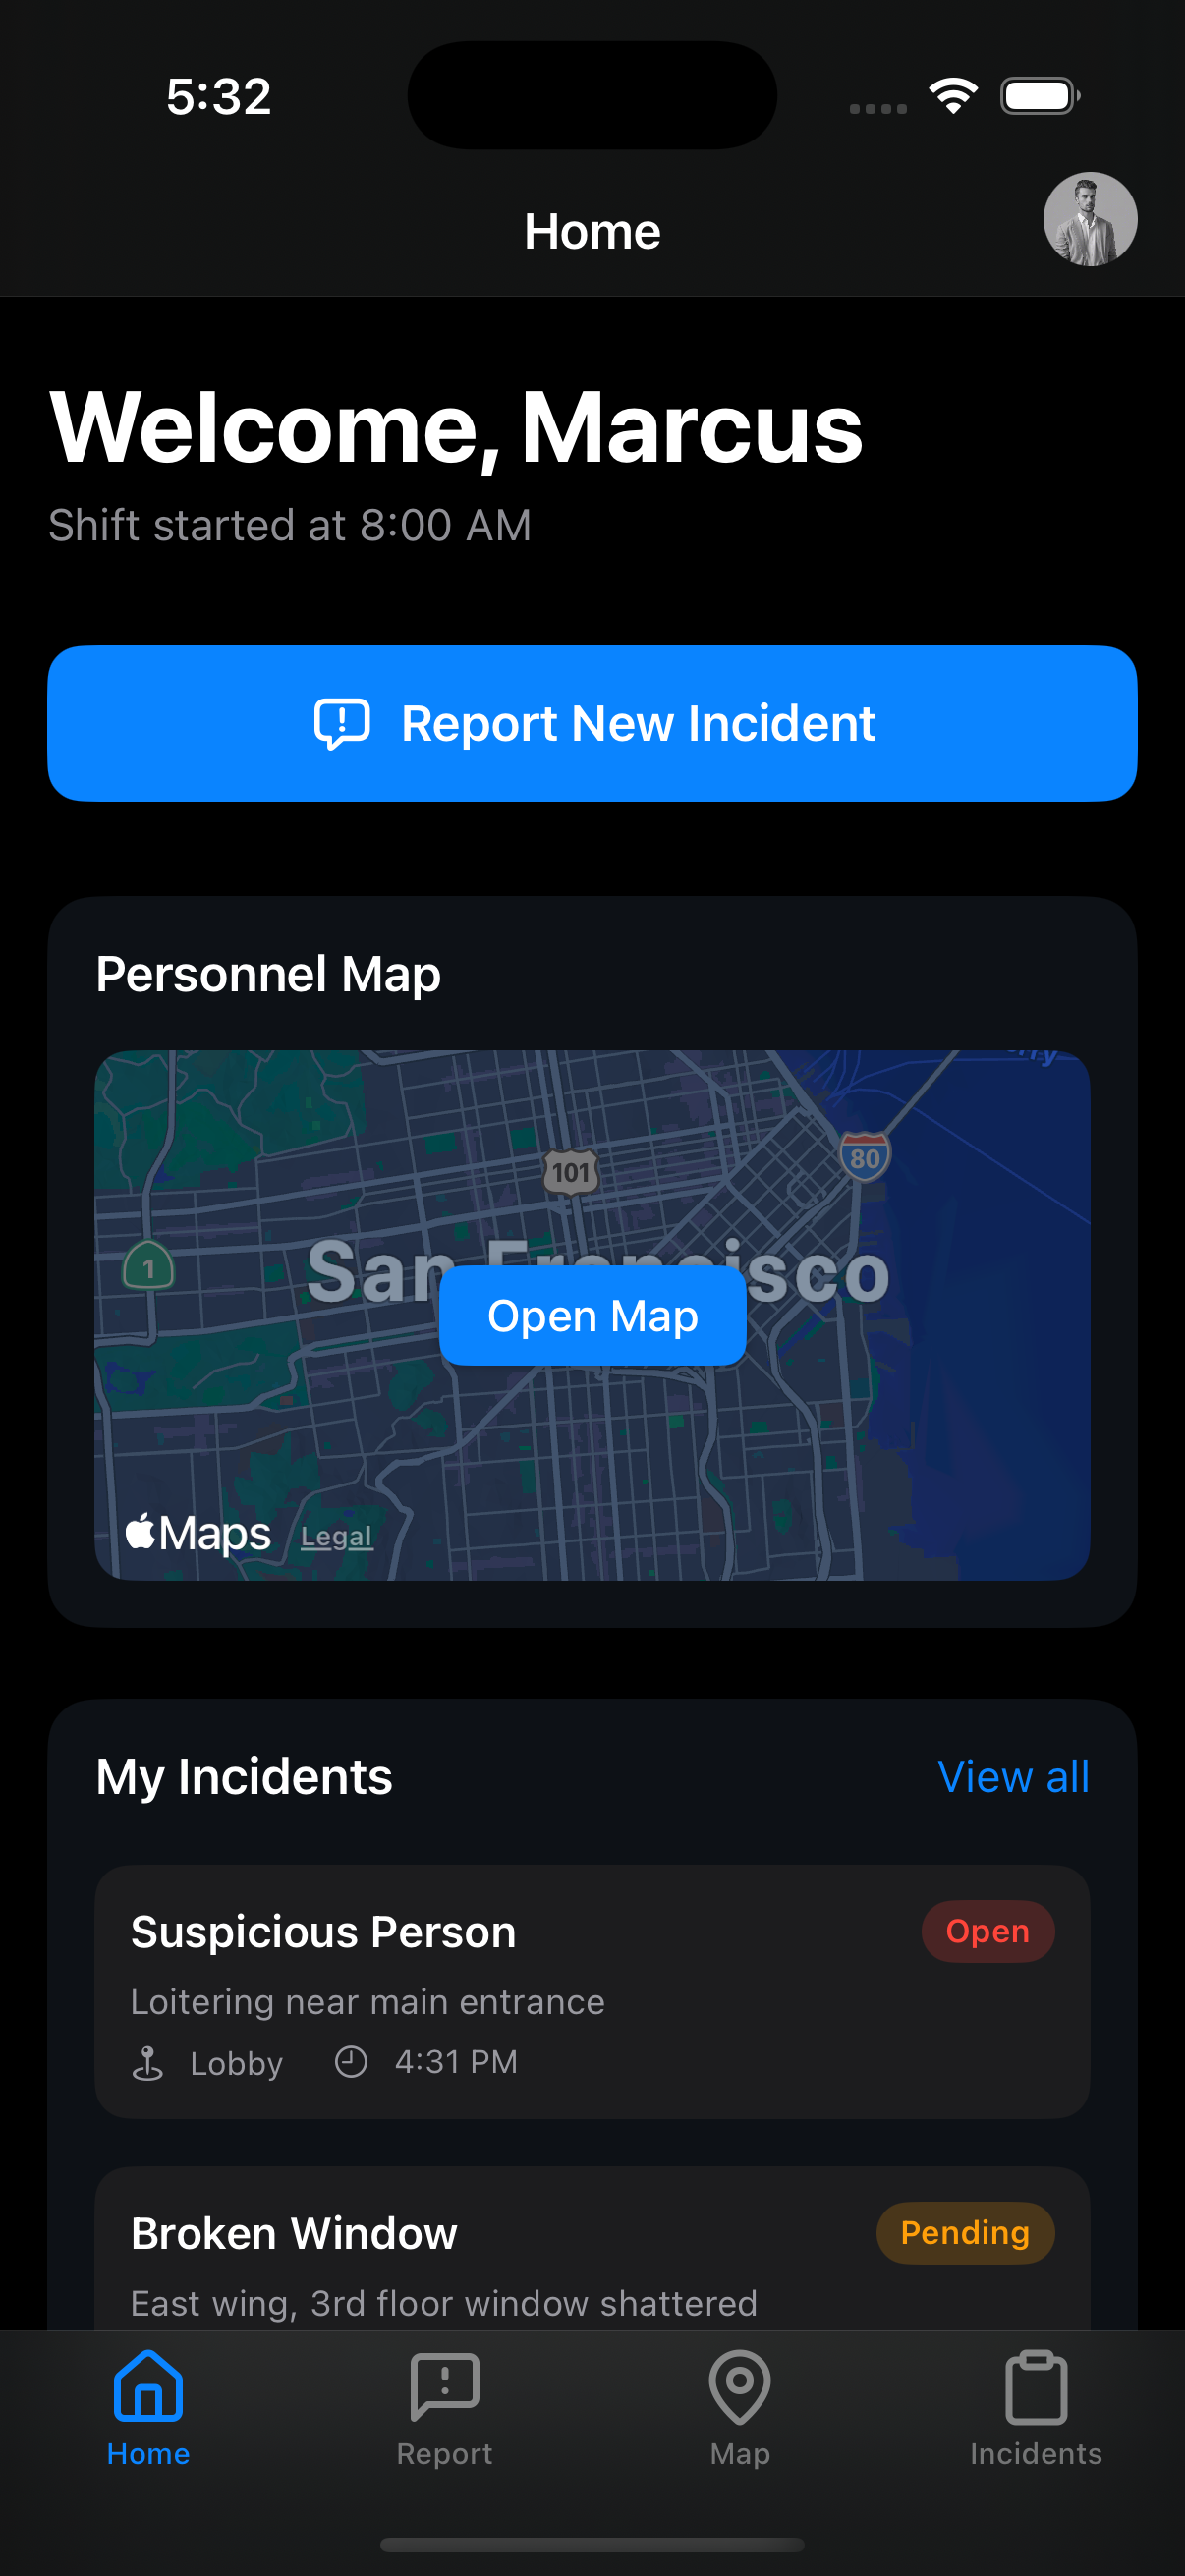 5:32
Home
Welcome, Marcus
Shift started at 8:00 AM
Report New Incident
Personnel Map
101
80
1
San Francisco
Open Map
Maps Legal
My Incidents
View all
Suspicious Person
Open
Loitering near main entrance
Lobby 4:31 PM
Broken Window
Pending
East wing, 3rd floor window shattered
Home Report Map Incidents